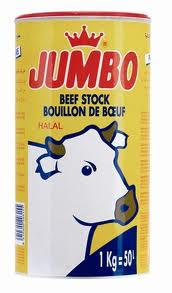 JUMBO
BEEF STOCK
BOUILLON DE BŒUF
HALAL
1 Kg = 50 L